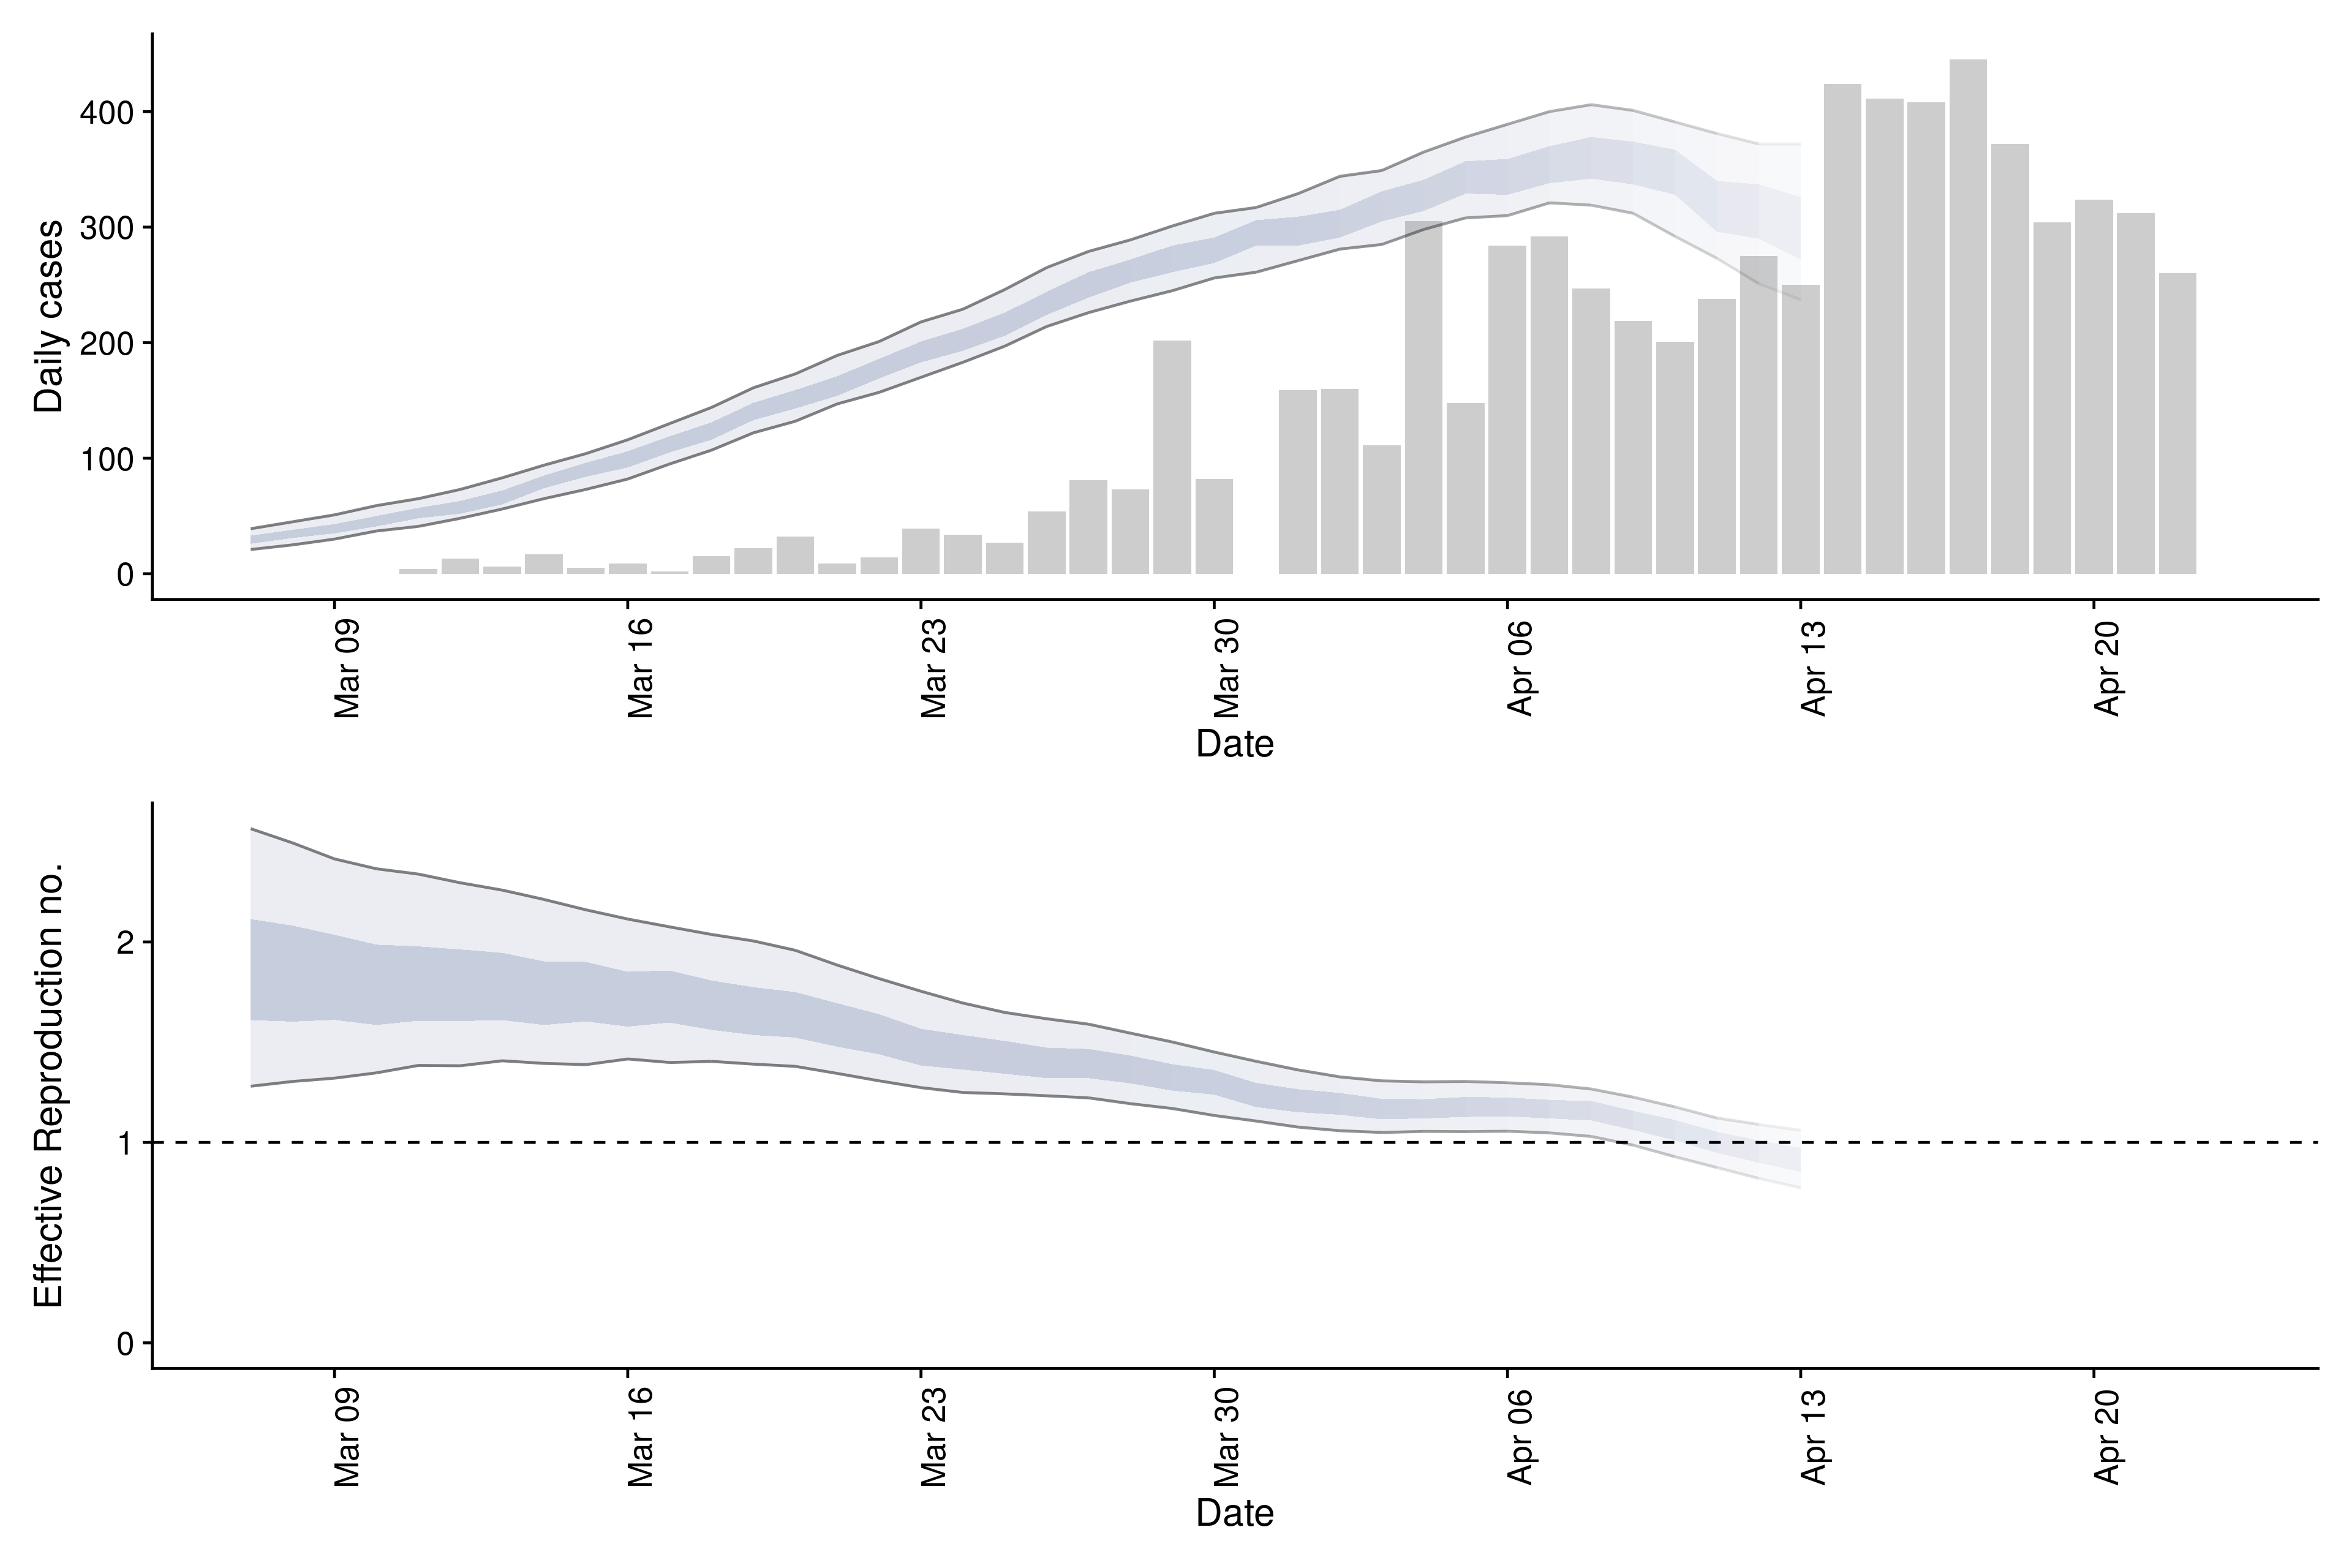 Daily cases
400
300
200
100
0
Mar 09
Mar 16
Mar 23
Mar 30
Apr 06
Apr 13
Apr 20
Date
Effective Reproduction no.
2
1
0
Mar 09
Mar 16
Mar 23
Mar 30
Apr 06
Apr 13
Apr 20
Date